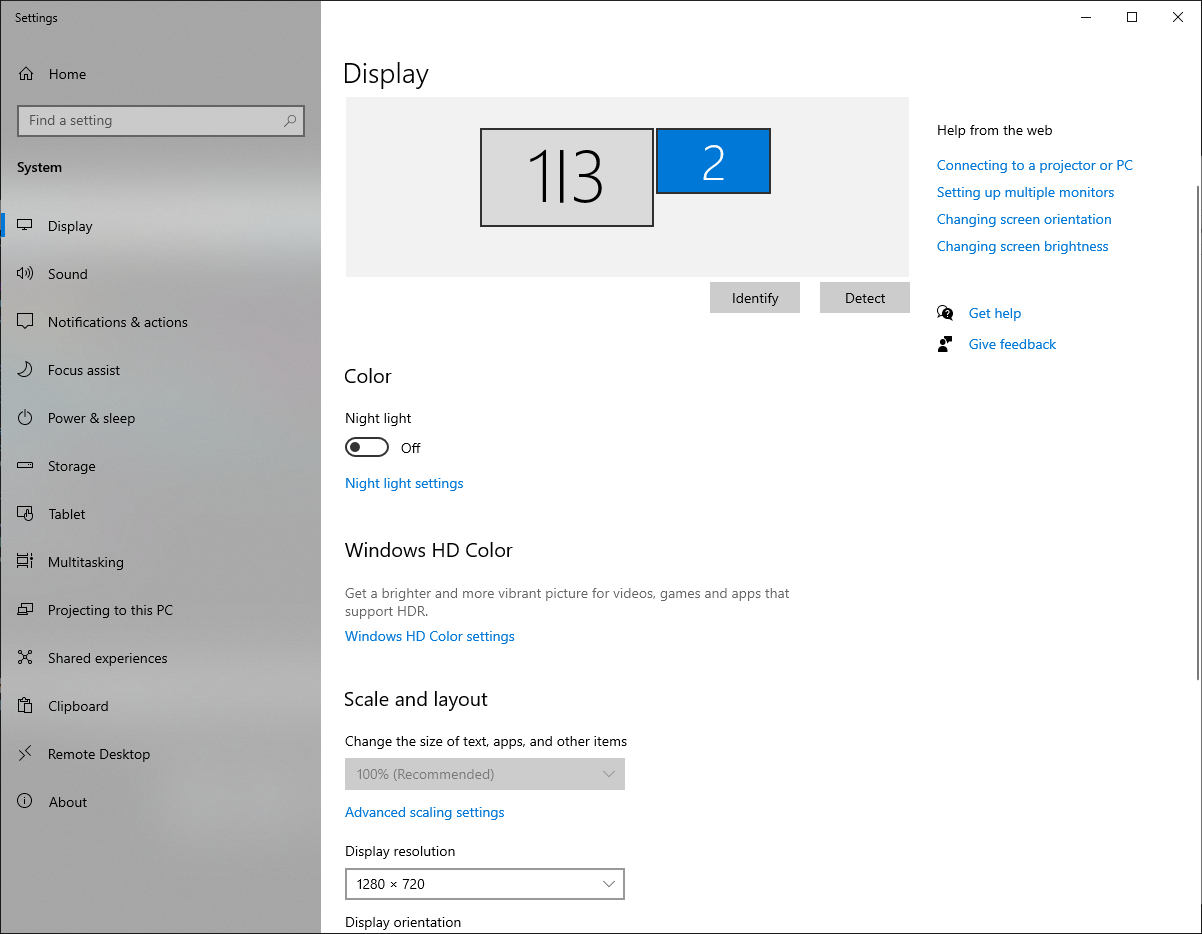 Settings
Home
Find a setting
System
Display
Sound
Notifications & actions
Focus assist
Power & sleep
Storage
Tablet
Multitasking
Projecting to this PC
Shared experiences
Clipboard
Remote Desktop
About
Display
1|3
2
Identify
Detect
Color
Night light
Off
Night light settings
Windows HD Color
Get a brighter and more vibrant picture for videos, games and apps that
support HDR.
Windows HD Color settings
Scale and layout
Change the size of text, apps, and other items
100% (Recommended)
Advanced scaling settings
Display resolution
1280 × 720
Display orientation
Help from the web
Connecting to a projector or PC
Setting up multiple monitors
Changing screen orientation
Changing screen brightness
Get help
Give feedback